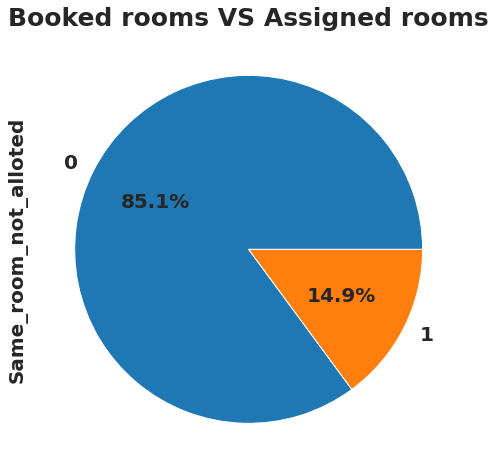 Booked rooms VS Assigned rooms
Same_room_not_alloted
0
85.1%
14.9%
1